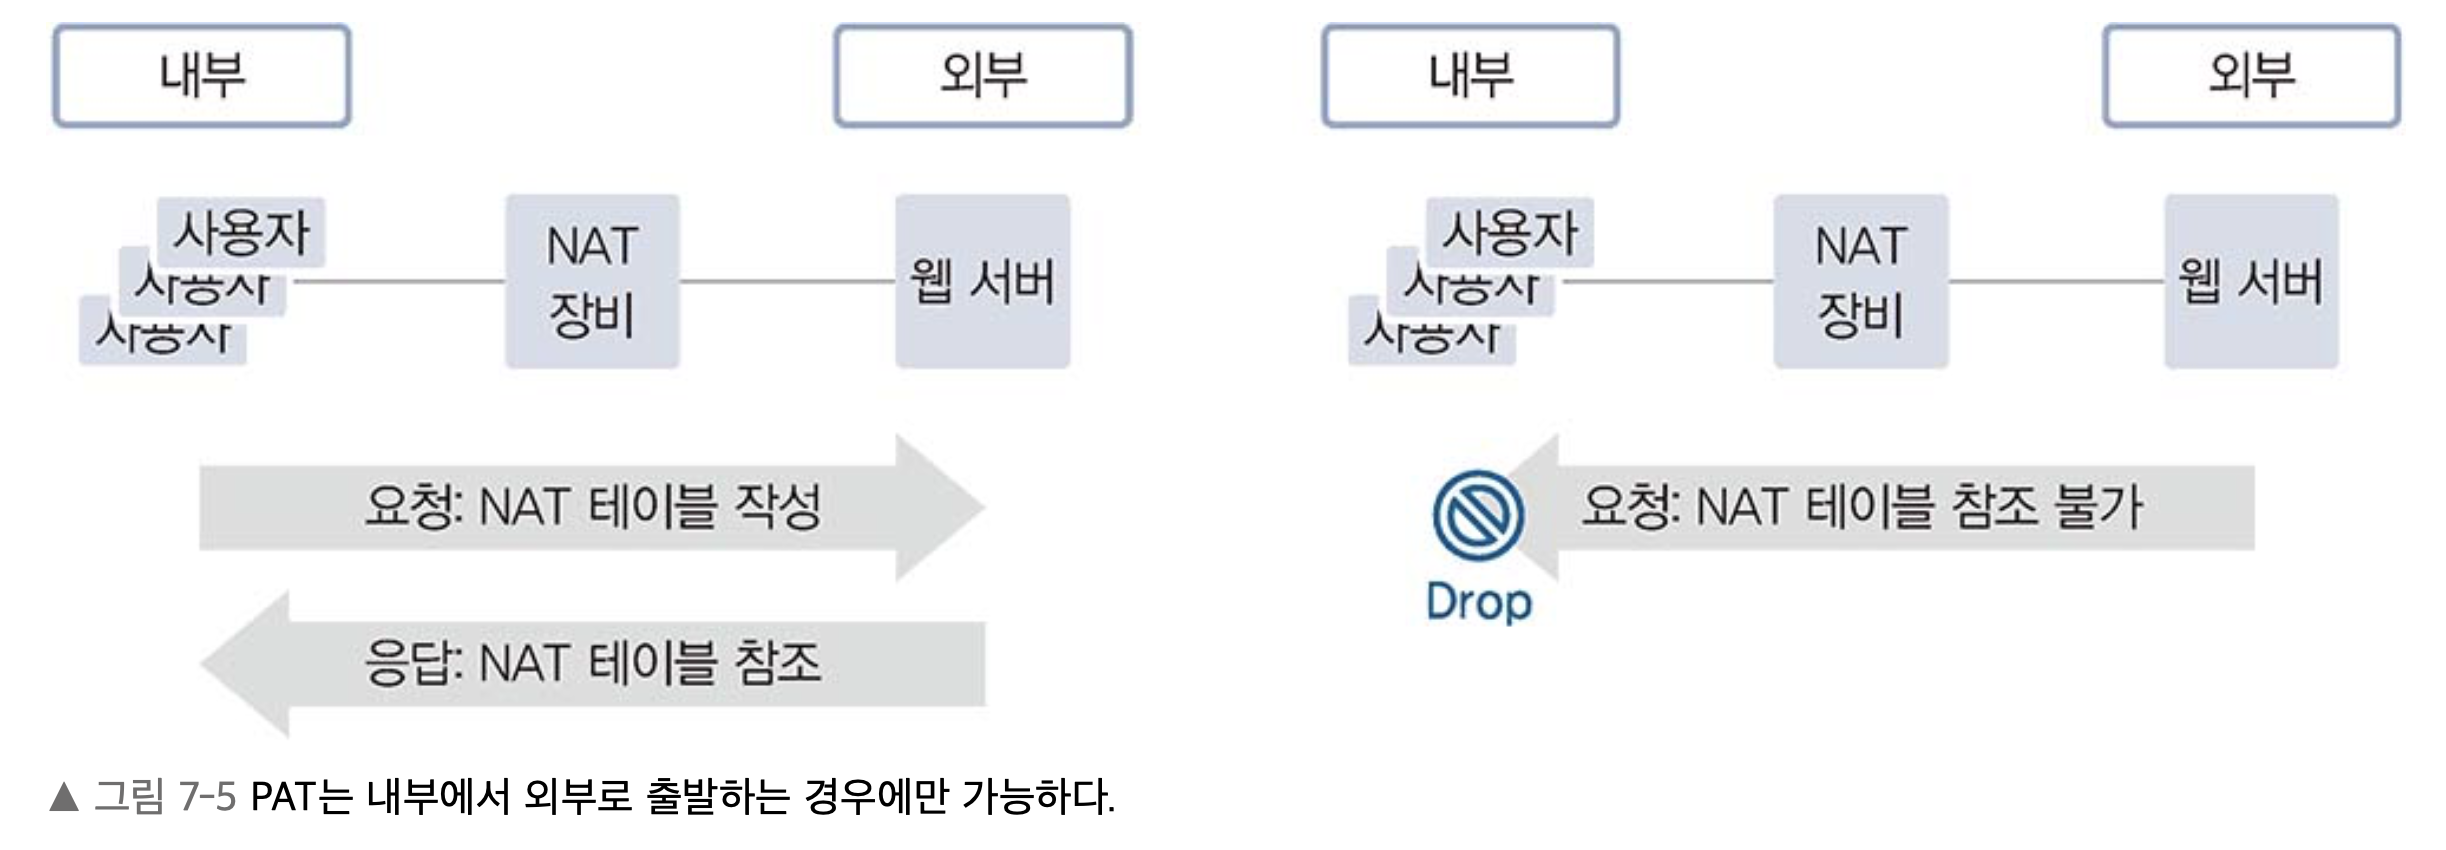 내부
외부
사용자
사용자
사용자
NAT
장비
웹 서버
요청: NAT 테이블 작성
응답: NAT 테이블 참조
내부
외부
사용자
사용자
사용자
NAT
장비
웹 서버
요청: NAT 테이블 참조 불가
Drop
▲ 그림 7-5 PAT는 내부에서 외부로 출발하는 경우에만 가능하다.